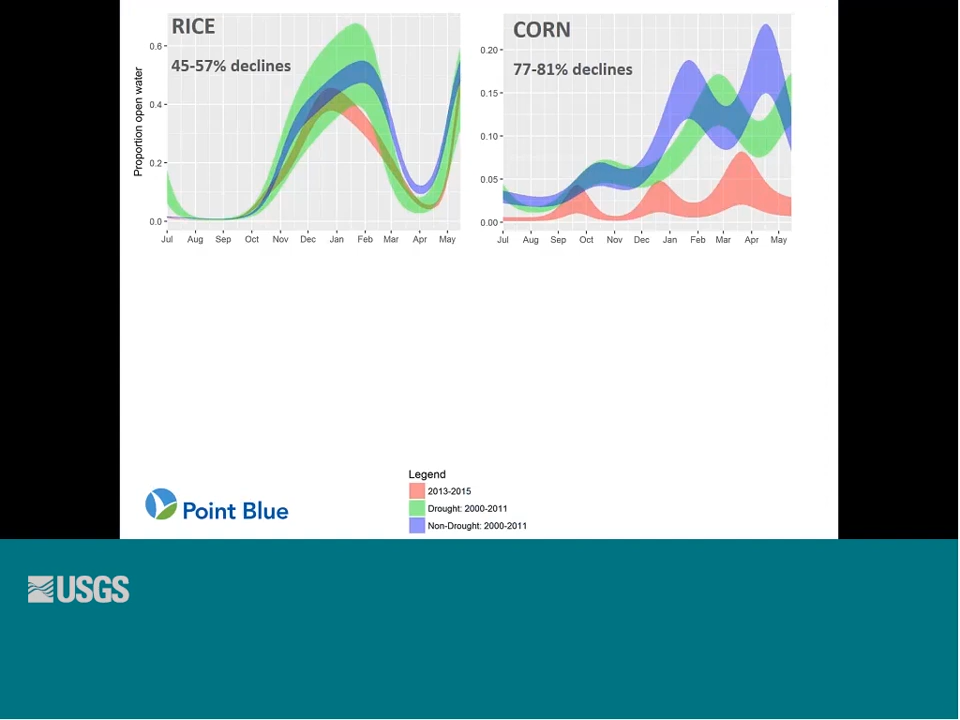 RICE
45-57% declines
Proportion open water
0.6
0.4
0.2
0.0
Jul Aug Sep Oct Nov Dec Jan Feb Mar Apr May
CORN
77-81% declines
0.20
0.15
0.10
0.05
0.00
Jul Aug Sep Oct Nov Dec Jan Feb Mar Apr May
Legend
2013-2015
Drought: 2000-2011
Non-Drought: 2000-2011
Point Blue
USGS